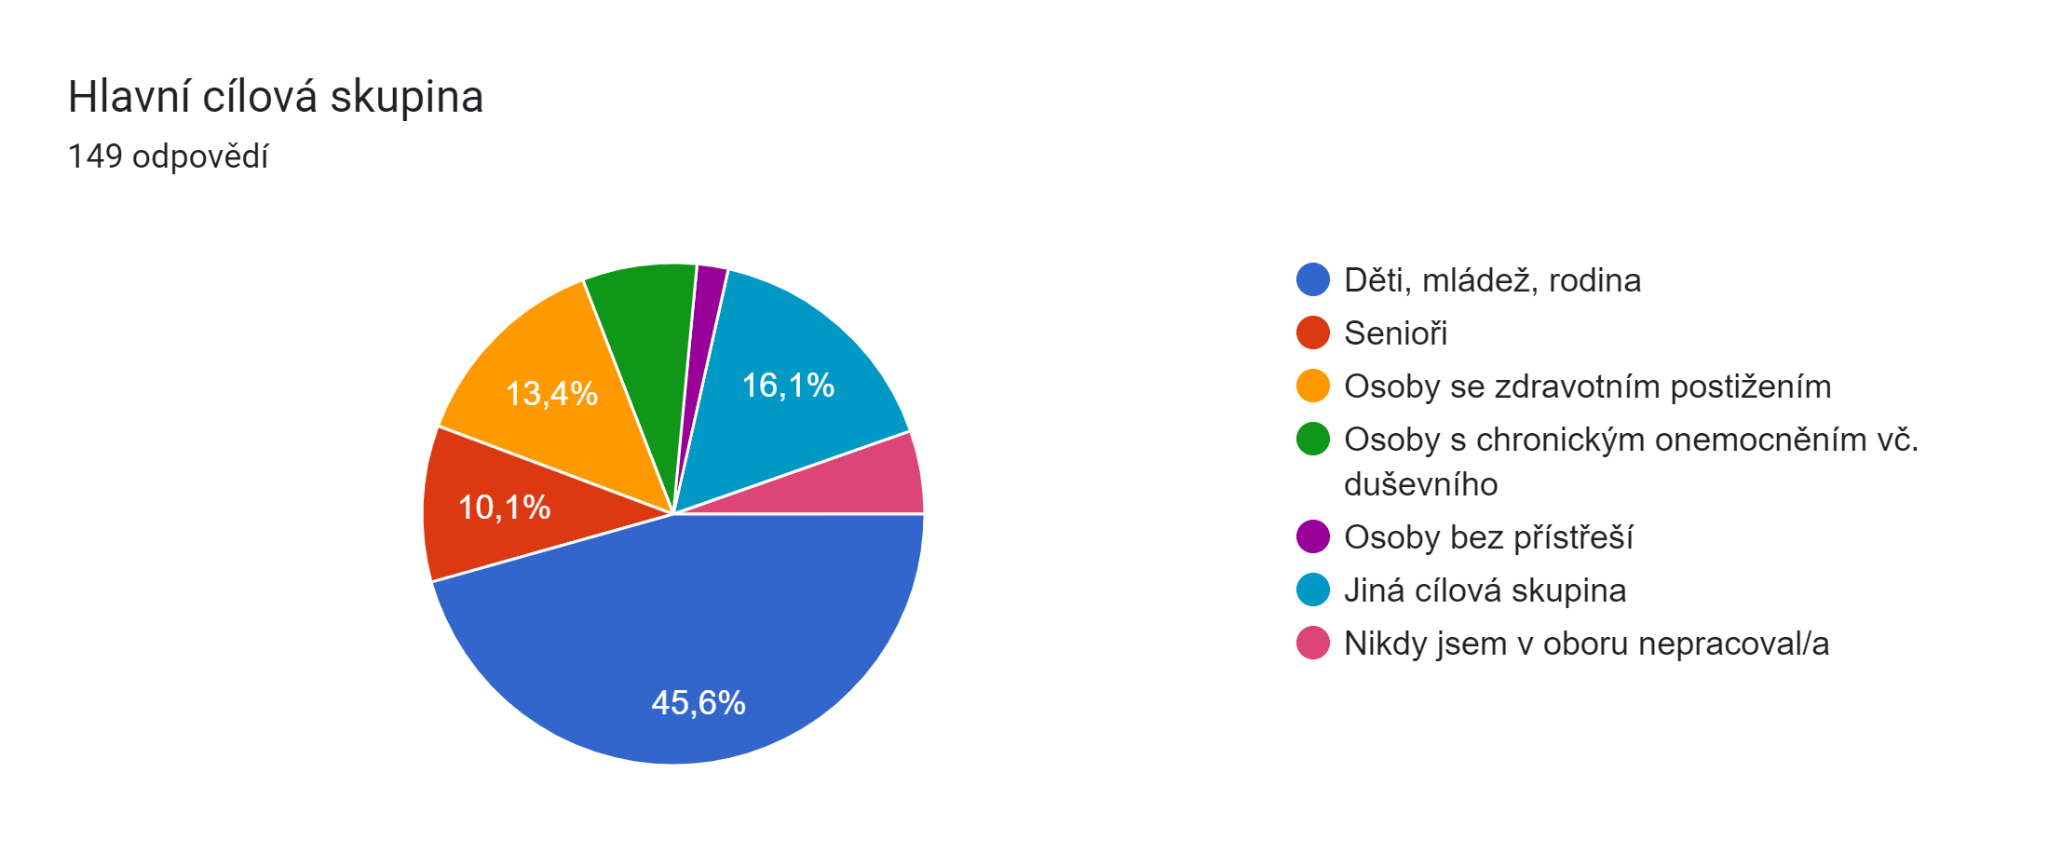 Hlavní cílová skupina
149 odpovědí
13,4%
16,1%
10,1%
45,6%
Děti, mládež, rodina
Senioři
Osoby se zdravotním postižením
Osoby s chronickým onemocněním vč.
duševního
Osoby bez přístřeší
Jiná cílová skupina
Nikdy jsem v oboru nepracoval/a